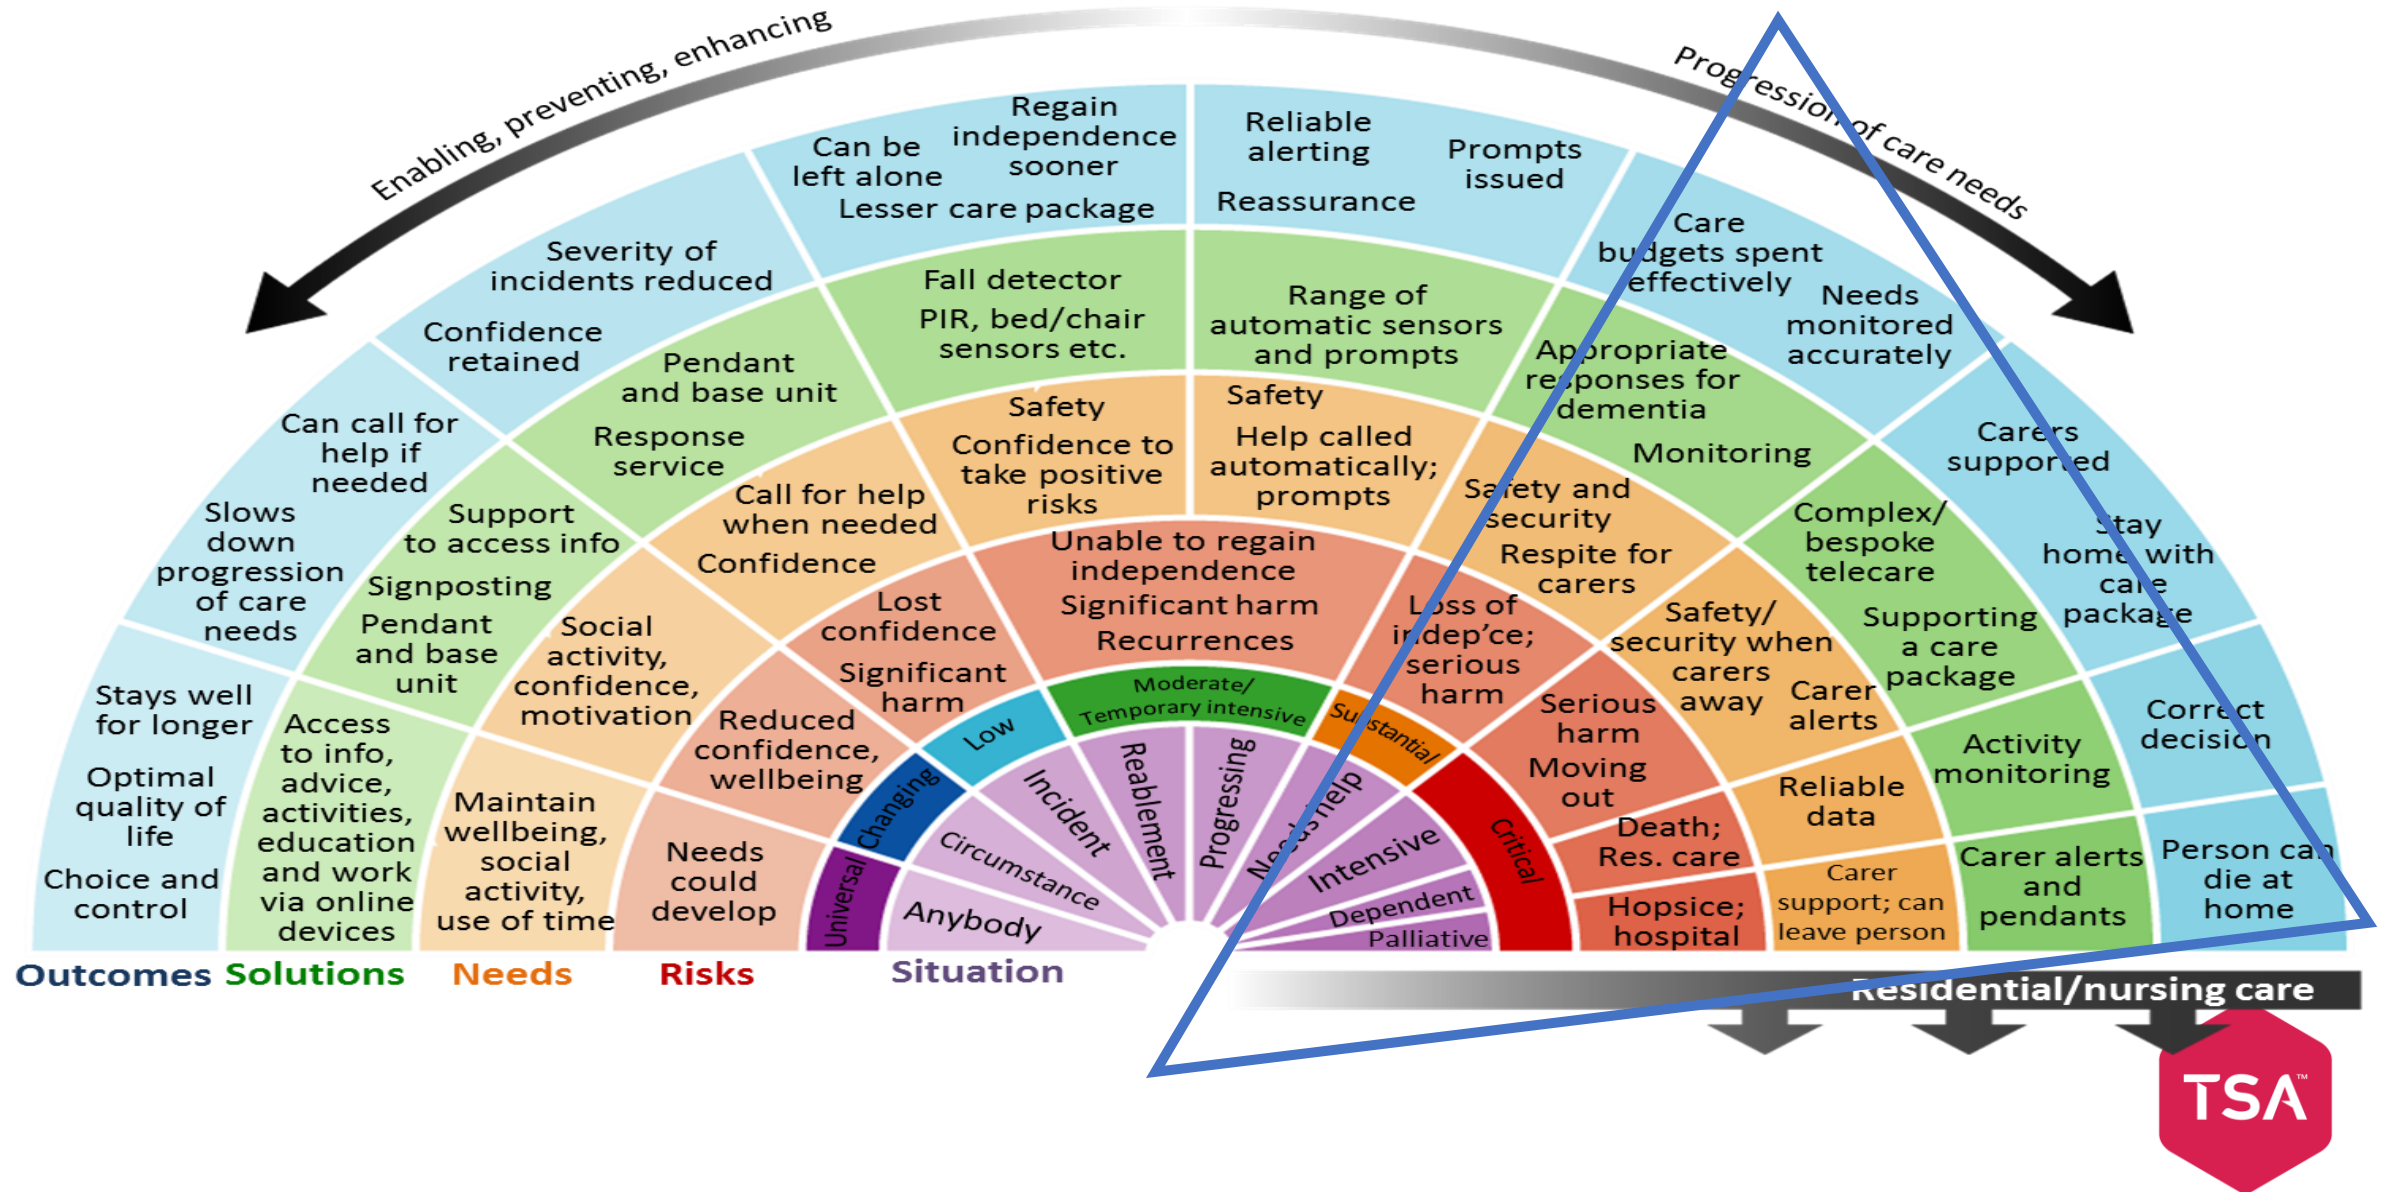 Enabling, preventing, enhancing
Progression of care needs
Stays well
for longer
Optimal
quality of
life
Choice and
control
Can call for
help if
needed
Slows
down
progression
of care
needs
Severity of
incidents reduced
Confidence
retained
Can be
left alone
Regain
independence
sooner
Lesser care package
Reliable
alerting
Prompts
issued
Reassurance
Care
budgets spent
effectively
Needs
monitored
accurately
Carers
supported
Stay
home with
care
package
Correct
decision
Person can
die at
home
Access
to info,
advice,
activities,
education
and work
via online
devices
Support
to access info
Signposting
Pendant
and base
unit
Pendant
and base unit
Response
service
Fall detector
PIR, bed/chair
sensors etc.
Range of
automatic sensors
and prompts
Appropriate
responses for
dementia
Monitoring
Complex/
bespoke
telecare
Supporting
a care
package
Activity
monitoring
Carer alerts
and
pendants
Maintain
wellbeing,
social
activity,
use of time
Social
activity,
confidence,
motivation
Call for help
when needed
Confidence
Safety
Confidence to
take positive
risks
Safety
Help called
automatically;
prompts
Safety and
security
Respite for
carers
Safety/
security when
carers
away
Carer
alerts
Reliable
data
Carer
support; can
leave person
Needs
could
develop
Reduced
confidence,
wellbeing
Lost
confidence
Significant
harm
Unable to regain
independence
Significant harm
Recurrences
Loss of
indep’ce;
serious
harm
Serious
harm
Moving
out
Death;
Res. care
Hopsice;
hospital
Universal
Changing
Low
Moderate/
Temporary intensive
Substantial
Critical
Anybody
Circumstance
Incident
Reablement
Progressing
Needs help
Intensive
Dependent
Palliative
Outcomes
Solutions
Needs
Risks
Situation
Residential/nursing care
TSA™